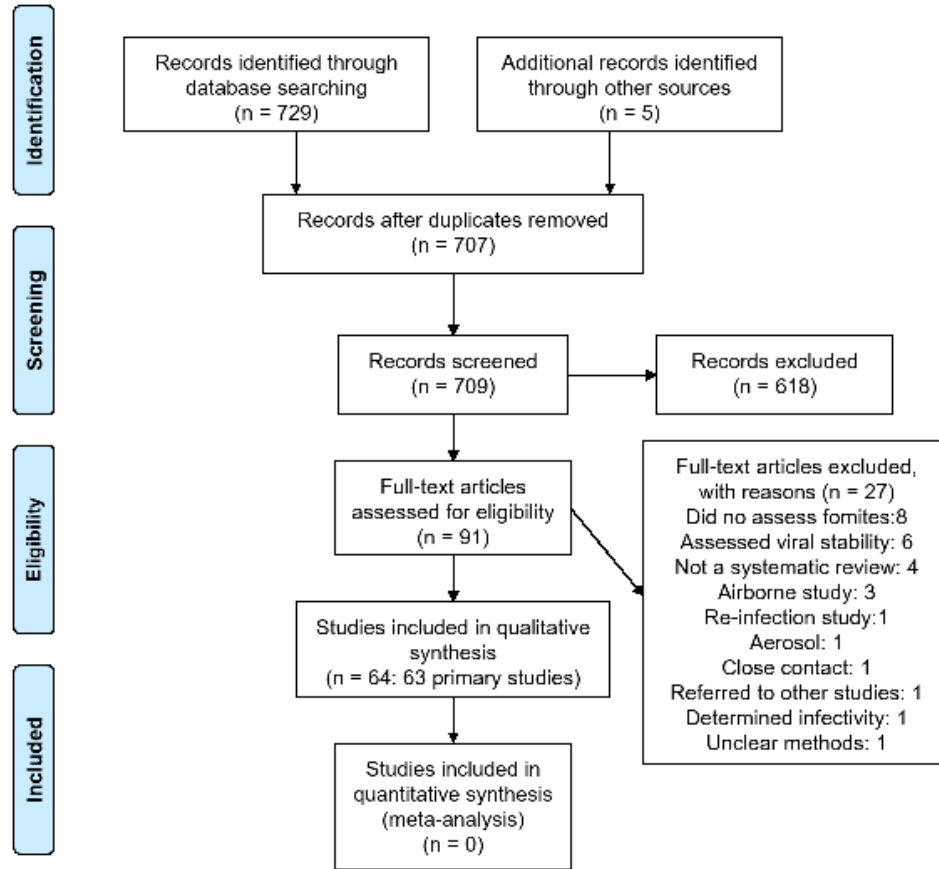 Identification
Records identified through
database searching
(n = 729)
Additional records identified
through other sources
(n = 5)
Records after duplicates removed
(n = 707)
Screening
Records screened
(n = 709)
Records excluded
(n = 618)
Eligibility
Full-text articles
assessed for eligibility
(n = 91)
Full-text articles excluded,
with reasons (n = 27)
Did no assess fomites:8
Assessed viral stability: 6
Not a systematic review: 4
Airborne study: 3
Re-infection study:1
Aerosol: 1
Close contact: 1
Referred to other studies: 1
Determined infectivity: 1
Unclear methods: 1
Studies included in qualitative
synthesis
(n = 64: 63 primary studies)
Included
Studies included in
quantitative synthesis
(meta-analysis)
(n = 0)